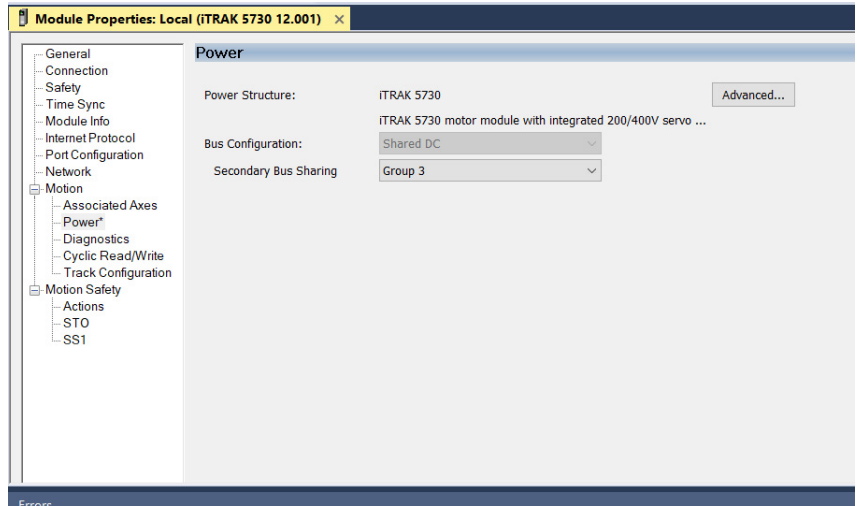 Module Properties: Local (iTRAK 5730 12.001) ×
General
Connection
Safety
Time Sync
Module Info
Internet Protocol
Port Configuration
Network
Motion
Associated Axes
Power*
Diagnostics
Cyclic Read/Write
Track Configuration
Motion Safety
Actions
STO
SS1
Power
Power Structure: iTRAK 5730 Advanced...
iTRAK 5730 motor module with integrated 200/400V servo ...
Bus Configuration: Shared DC
Secondary Bus Sharing Group 3
Errors